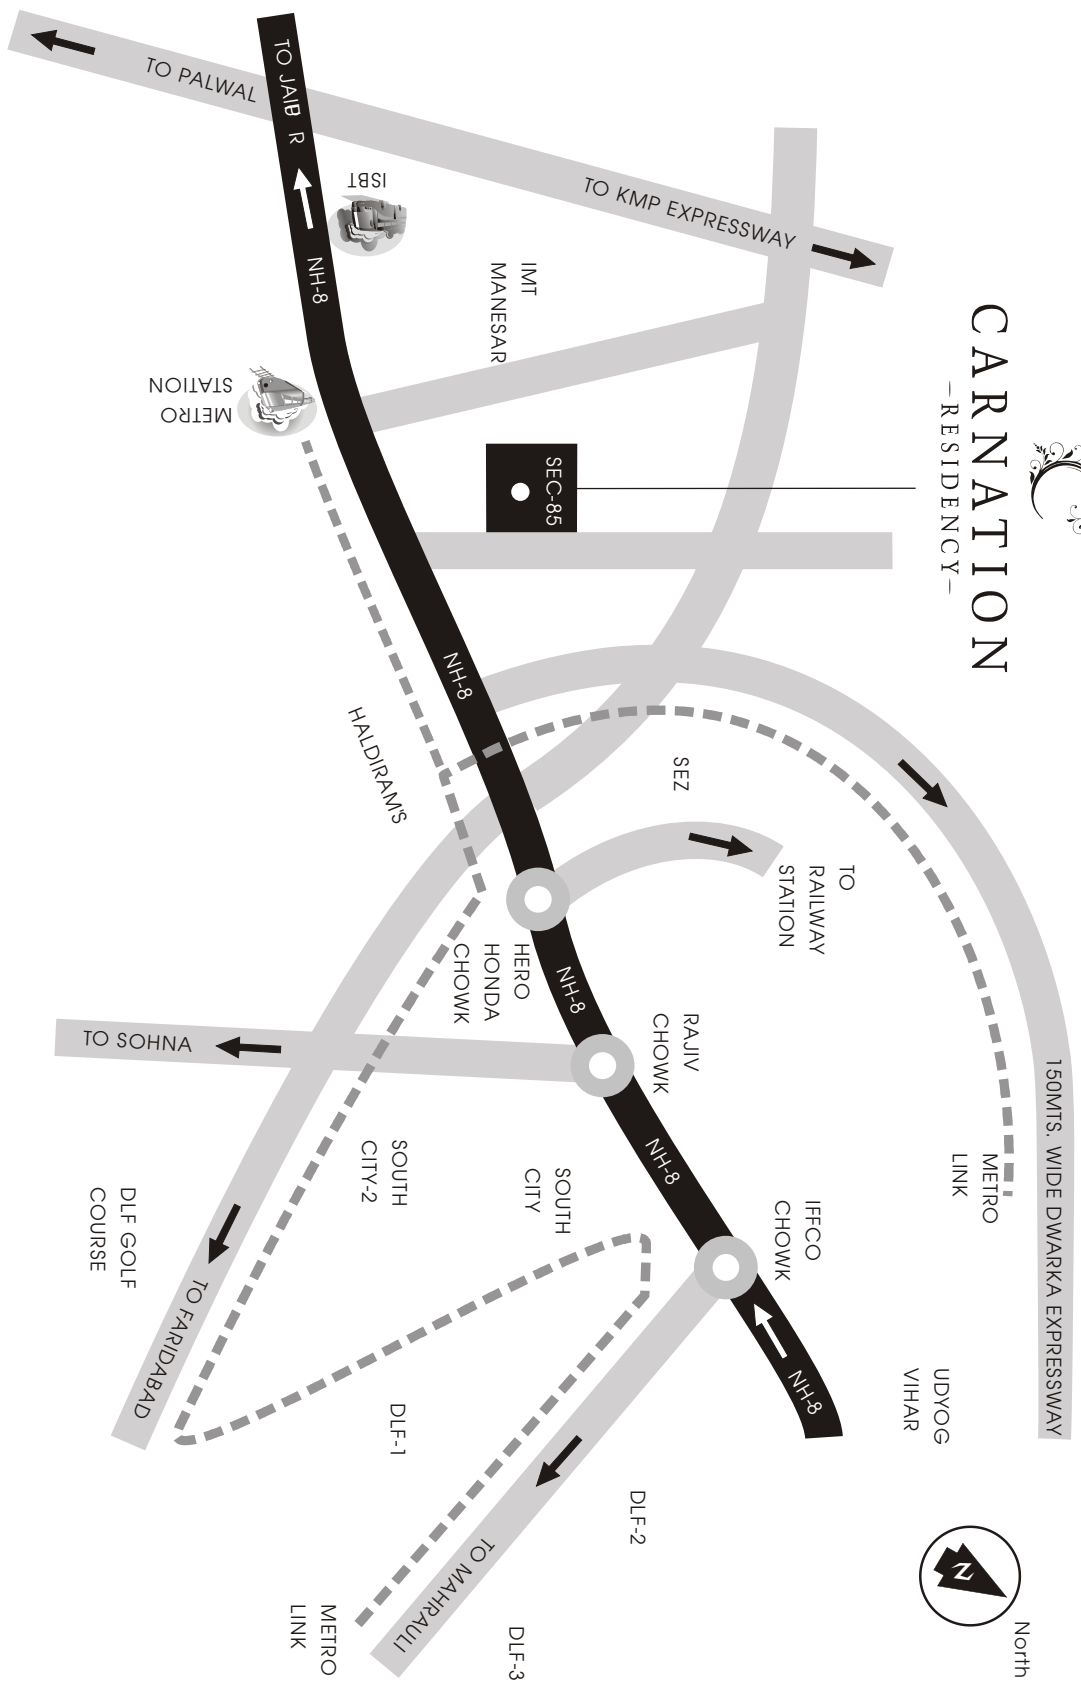 CARNATION
—RESIDENCY—
TO PALWAL
TO JAIP R
NH-8
ISBT
TO KMP EXPRESSWAY
IMT
MANESAR
METRO
STATION
SEC-85
NH-8
HALDIRAM'S
SEZ
TO
RAILWAY
STATION
HERO
HONDA
CHOWK
NH-8
RAJIV
CHOWK
TO SOHNA
150MTS. WIDE DWARKA EXPRESSWAY
METRO
LINK
SOUTH
CITY-2
SOUTH
CITY
NH-8
IFFCO
CHOWK
DLF GOLF
COURSE
TO FARIDABAD
NH-8
UDYOG
VIHAR
DLF-1
DLF-2
TO MAHRAULI
METRO
LINK
DLF-3
N
North